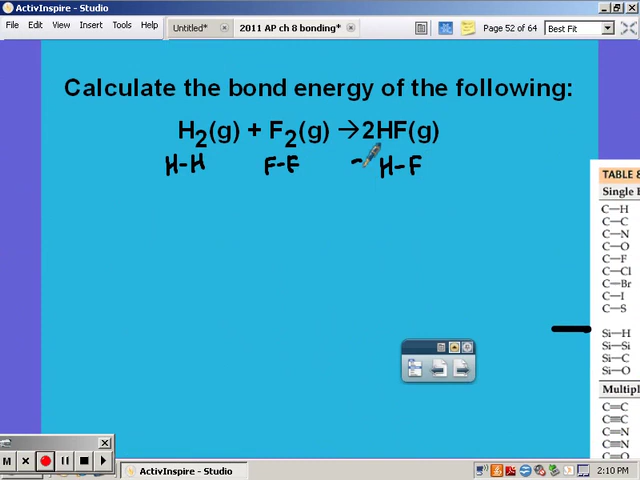 ActivInspire - Studio
File Edit View Insert Tools Help
Untitled* 2011 AP ch 8 bonding* Page 52 of 64 Best Fit
Calculate the bond energy of the following:
H2(g) + F2(g) →2HF(g)
H-H F-F H-F
TABLE 8
Single B
C—H
C—C
C—N
C—O
C—F
C—Cl
C—Br
C—I
C—S
Si—H
Si—Si
Si—C
Si—O
Multipl
C=C
C≡C
C=N
C≡N
M
ActivInspire - Studio
2:10 PM